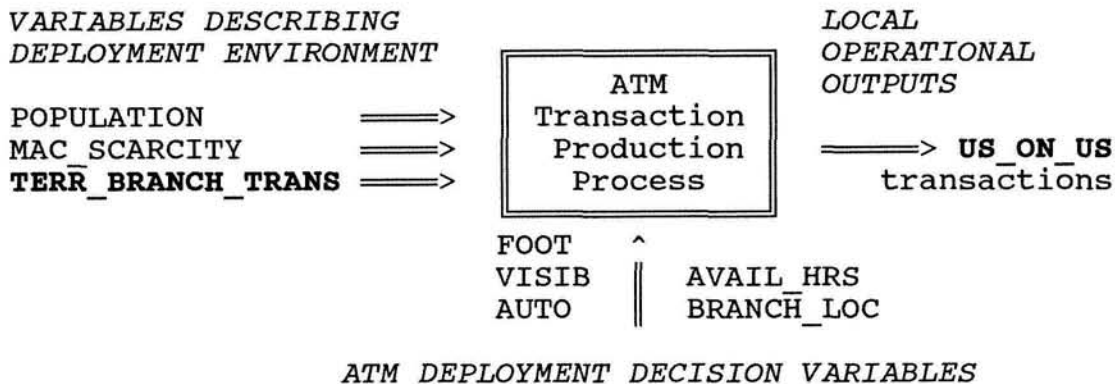 VARIABLES DESCRIBING
DEPLOYMENT ENVIRONMENT
POPULATION ====>
MAC_SCARCITY ====>
TERR_BRANCH_TRANS ====>
ATM
Transaction
Production
Process
LOCAL
OPERATIONAL
OUTPUTS
====> US_ON_US
transactions
FOOT ^
VISIB ║ AVAIL_HRS
AUTO ║ BRANCH_LOC
ATM DEPLOYMENT DECISION VARIABLES